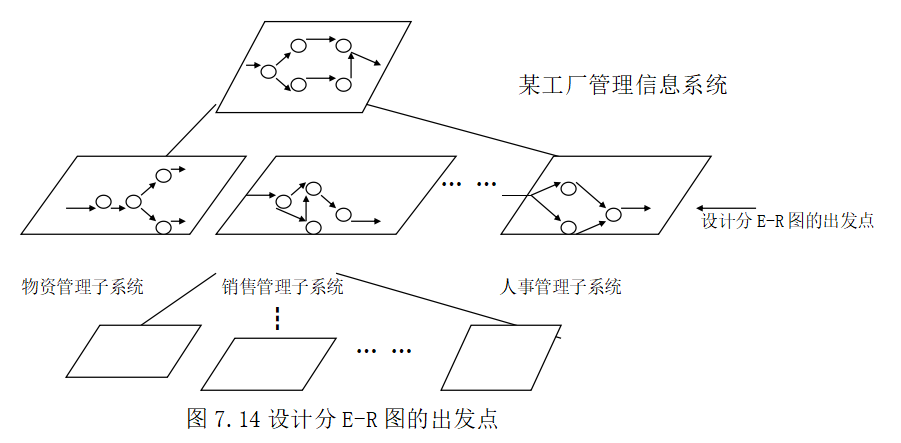 某工厂管理信息系统
… …
设计分 E-R 图的出发点
物资管理子系统 销售管理子系统 人事管理子系统
… …
图 7.14 设计分 E-R 图的出发点